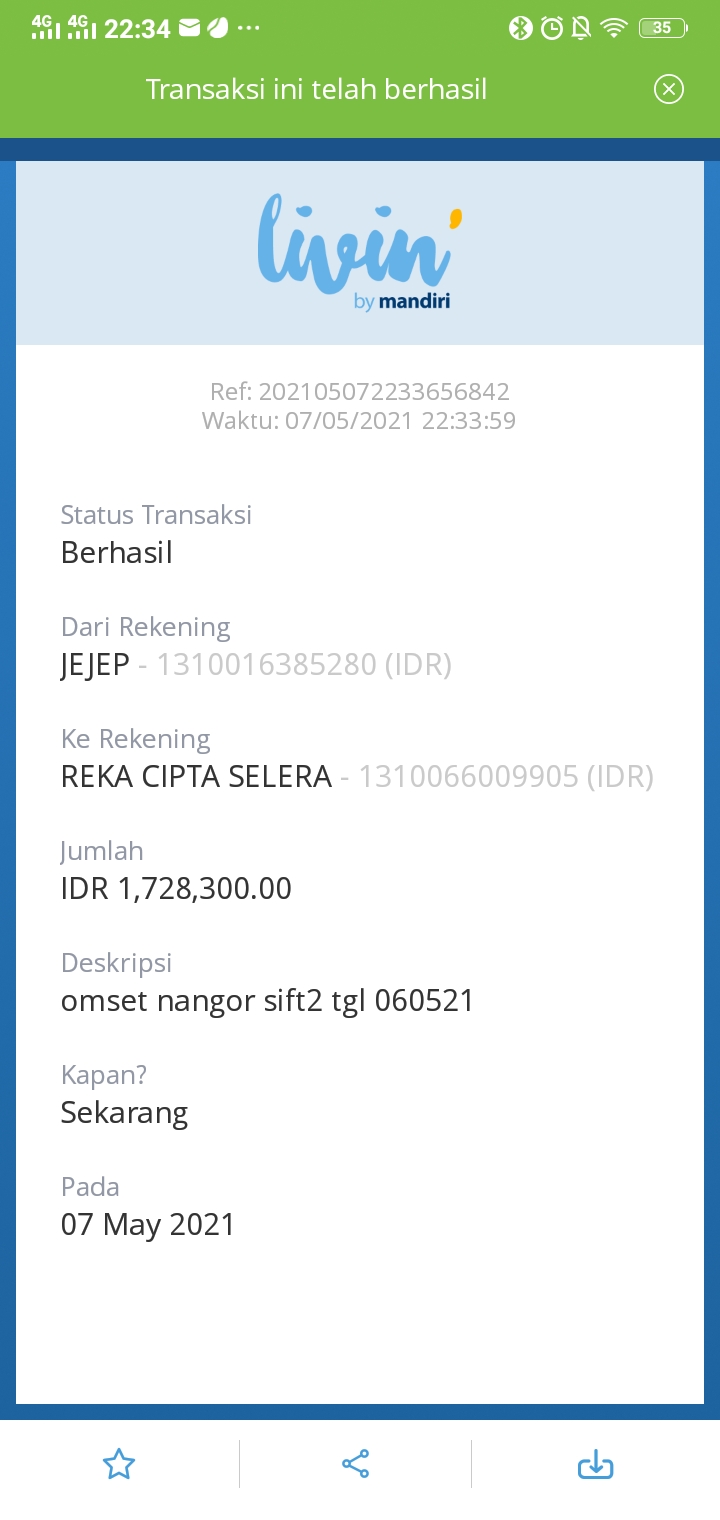 4G 4G 22:34 ... 35
Transaksi ini telah berhasil
livin'
by mandiri
Ref: 202105072233656842
Waktu: 07/05/2021 22:33:59
Status Transaksi
Berhasil
Dari Rekening
JEJEP - 1310016385280 (IDR)
Ke Rekening
REKA CIPTA SELERA - 1310066009905 (IDR)
Jumlah
IDR 1,728,300.00
Deskripsi
omset nangor sift2 tgl 060521
Kapan?
Sekarang
Pada
07 May 2021